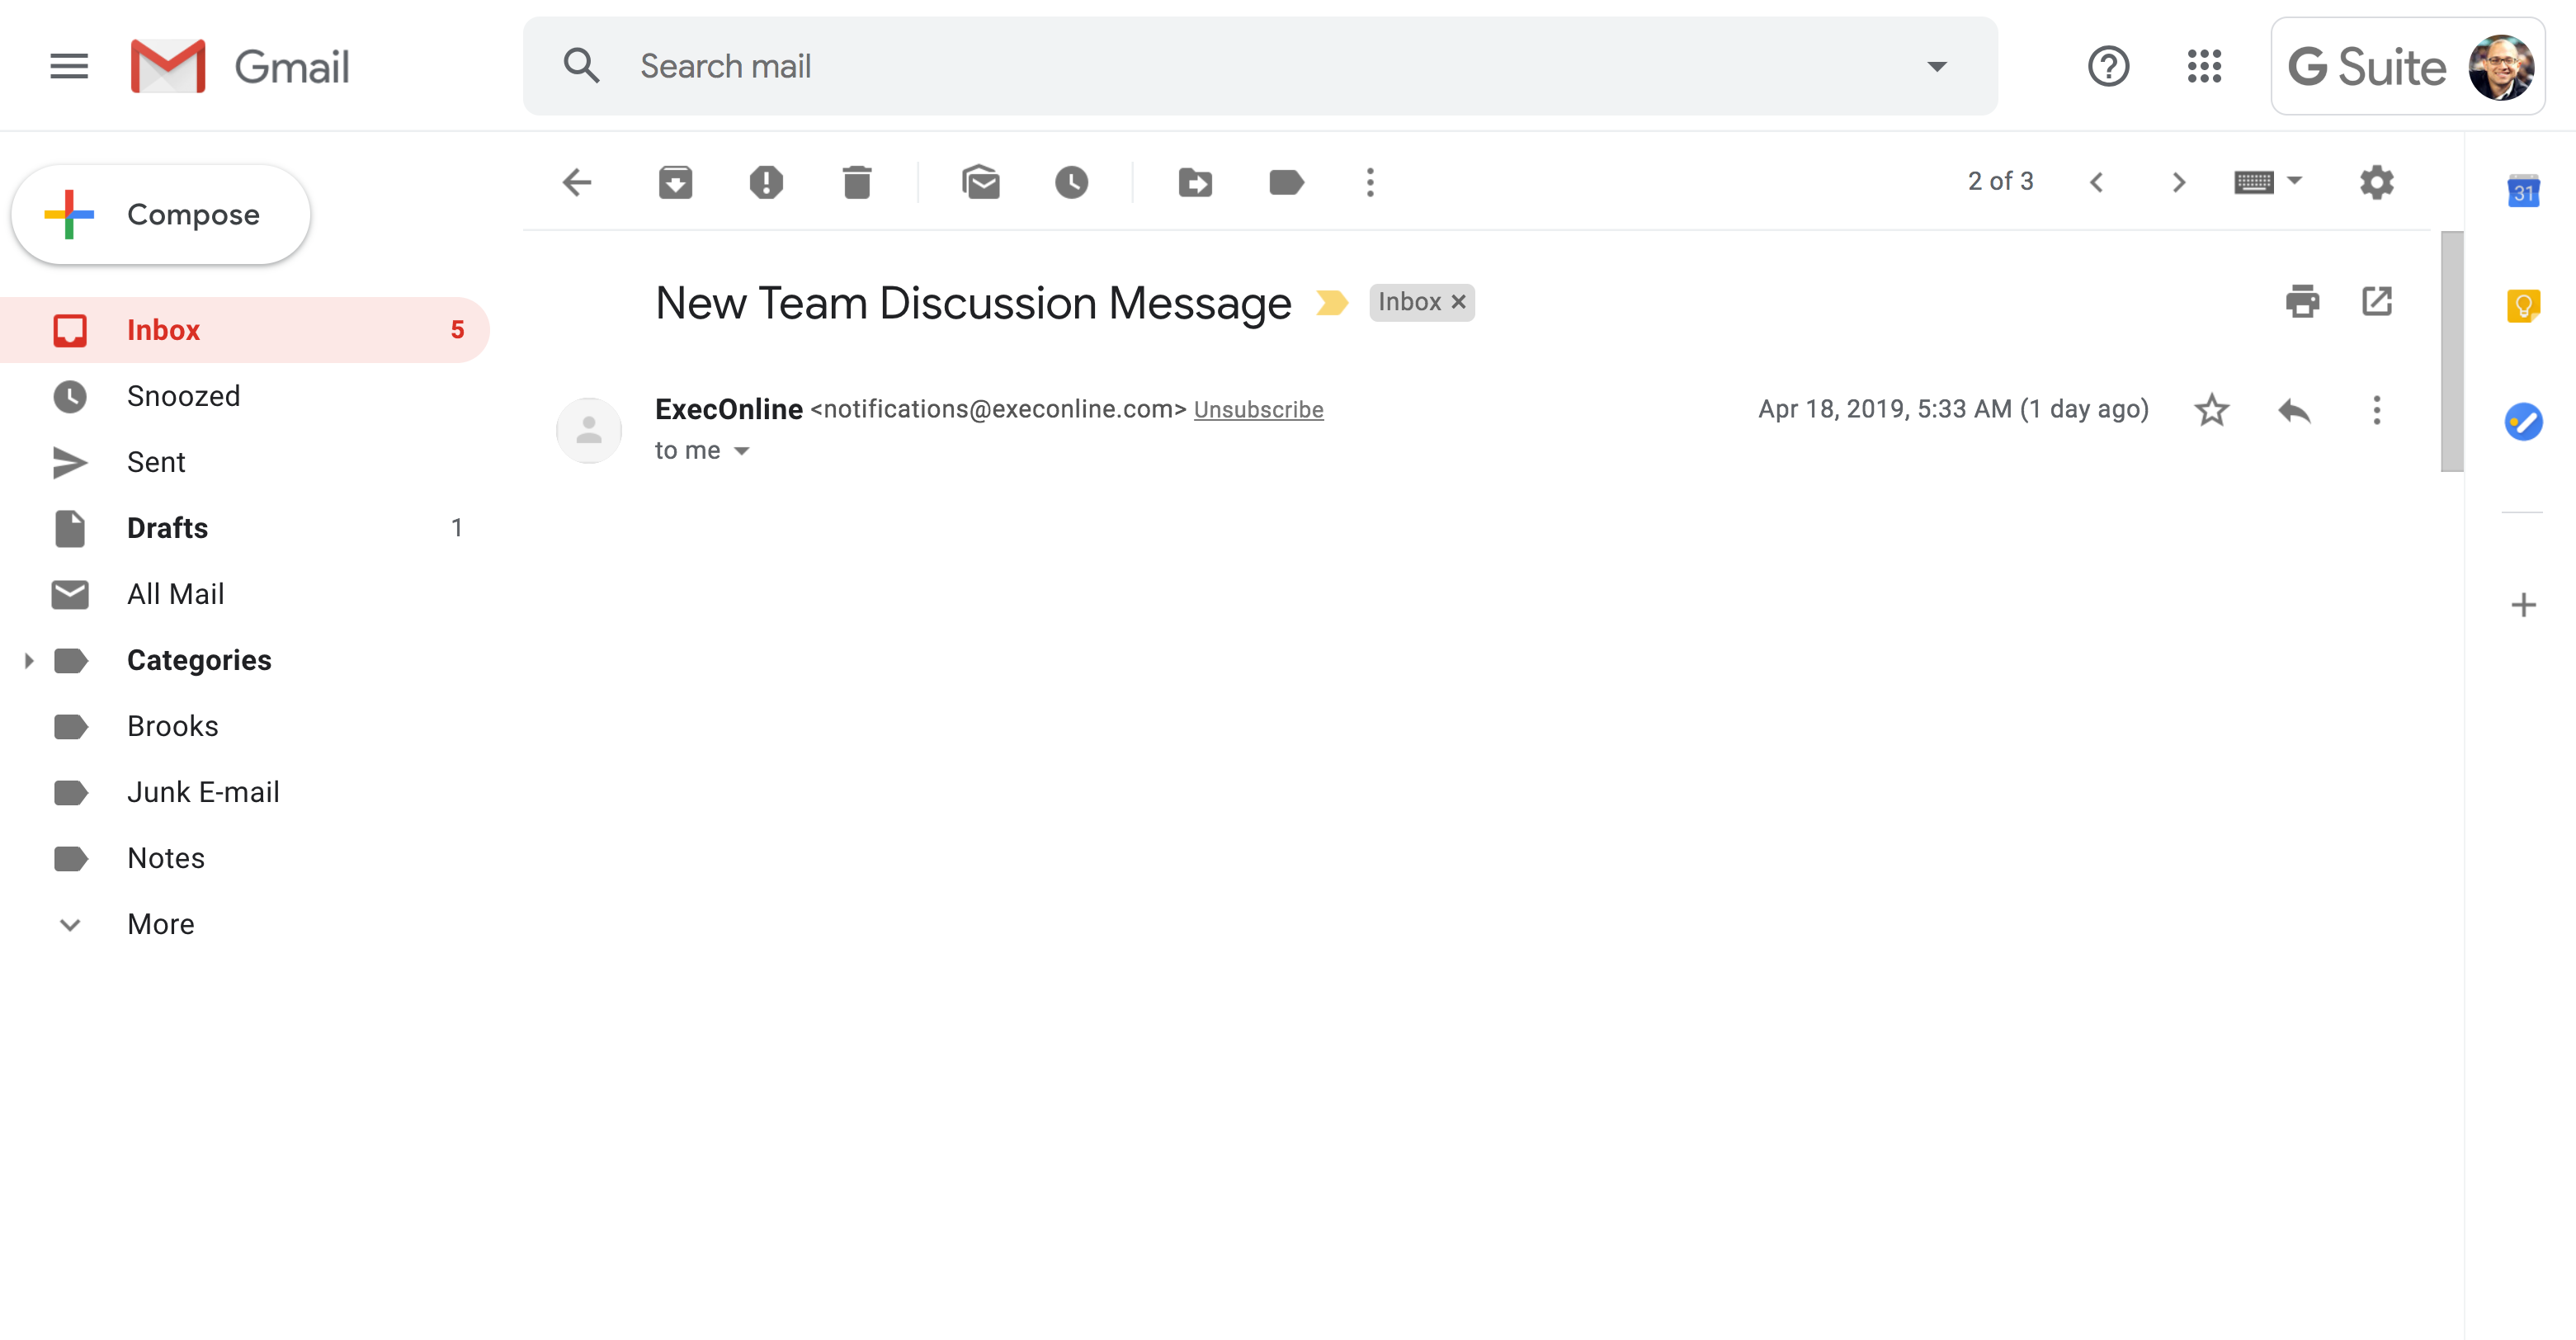 Gmail
Search mail
G Suite
Compose
2 of 3
31
New Team Discussion Message
Inbox ×
Inbox 5
ExecOnline <notifications@execonline.com> Unsubscribe
Apr 18, 2019, 5:33 AM (1 day ago)
to me
Snoozed
Sent
Drafts 1
All Mail
Categories
Brooks
Junk E-mail
Notes
More